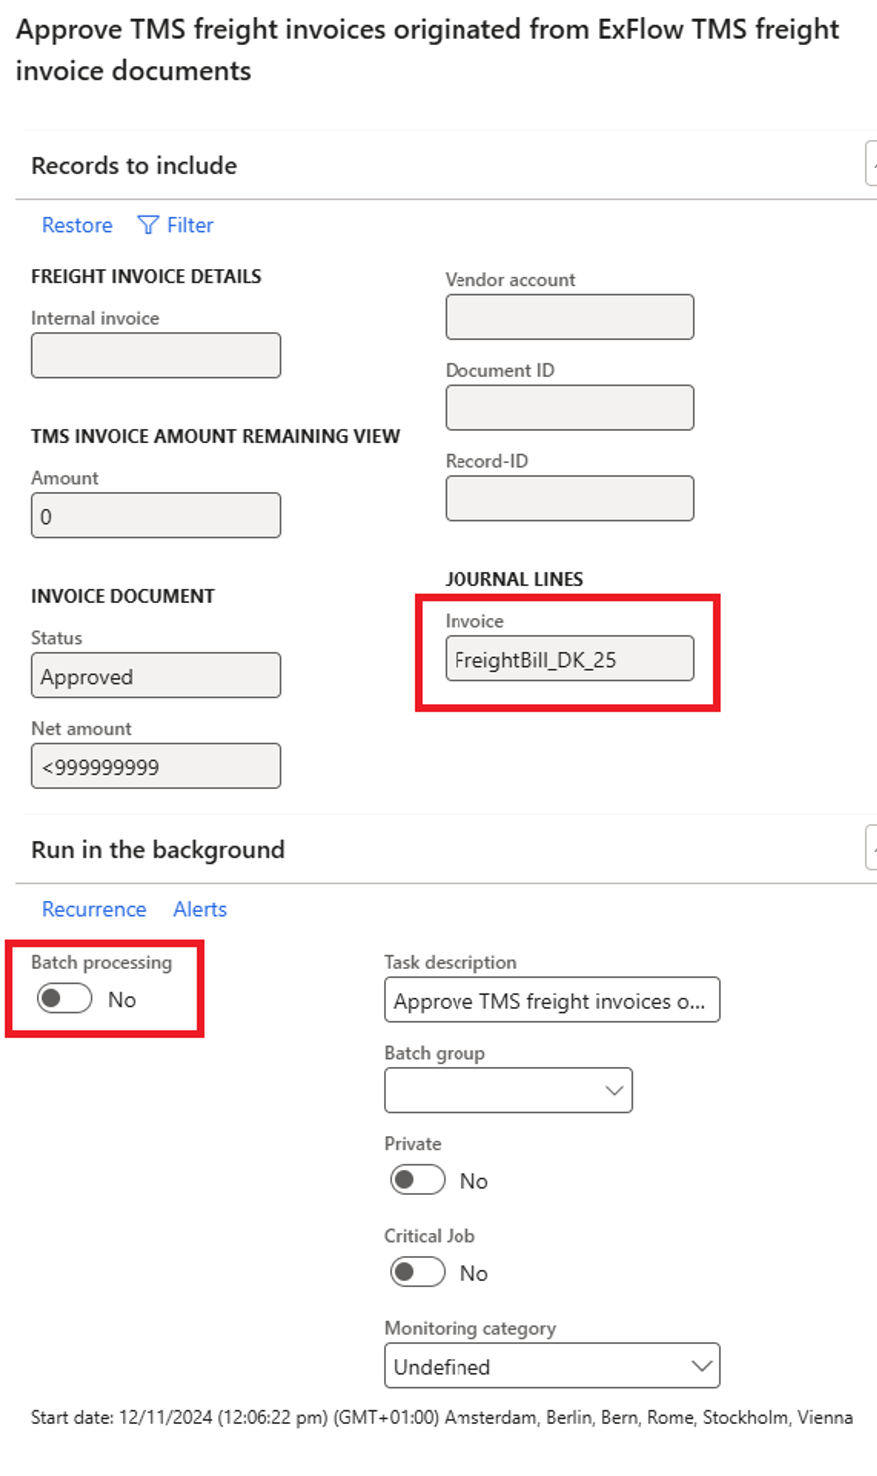 Approve TMS freight invoices originated from ExFlow TMS freight
invoice documents
Records to include
Restore
Filter
FREIGHT INVOICE DETAILS
Internal invoice
TMS INVOICE AMOUNT REMAINING VIEW
Amount
0
INVOICE DOCUMENT
Status
Approved
Net amount
<999999999
Vendor account
Document ID
Record-ID
JOURNAL LINES
Invoice
FreightBill_DK_25
Run in the background
Recurrence
Alerts
Batch processing
No
Task description
Approve TMS freight invoices o...
Batch group
Private
No
Critical Job
No
Monitoring category
Undefined
Start date: 12/11/2024 (12:06:22 pm) (GMT+01:00) Amsterdam, Berlin, Bern, Rome, Stockholm, Vienna